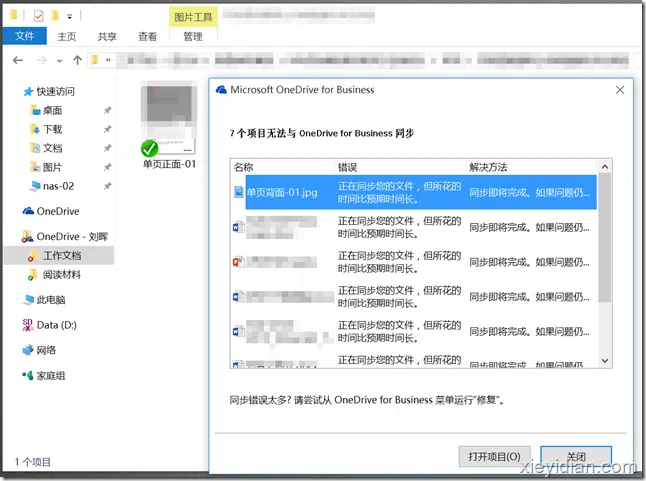 图片工具
文件
主页
共享
查看
管理
快速访问
桌面
下载
文档
图片
nas-02
OneDrive
OneDrive - 刘晖
工作文档
阅读材料
此电脑
Data (D:)
网络
家庭组
1 个项目
单页正面-01
Microsoft OneDrive for Business
7 个项目无法与 OneDrive for Business 同步
名称
错误
解决方法
单页背面-01.jpg
正在同步您的文件，但所花的
时间比预期时间长。
同步即将完成。如果问题仍...
正在同步您的文件，但所花的
时间比预期时间长。
同步即将完成。如果问题仍...
正在同步您的文件，但所花的
时间比预期时间长。
同步即将完成。如果问题仍...
正在同步您的文件，但所花的
时间比预期时间长。
同步即将完成。如果问题仍...
正在同步您的文件，但所花的
时间比预期时间长。
同步即将完成。如果问题仍...
正在同步您的文件，但所花的
同步即将完成。如果问题仍...
同步错误太多? 请尝试从 OneDrive for Business 菜单运行"修复"。
打开项目(O)
关闭
xieyidian.com